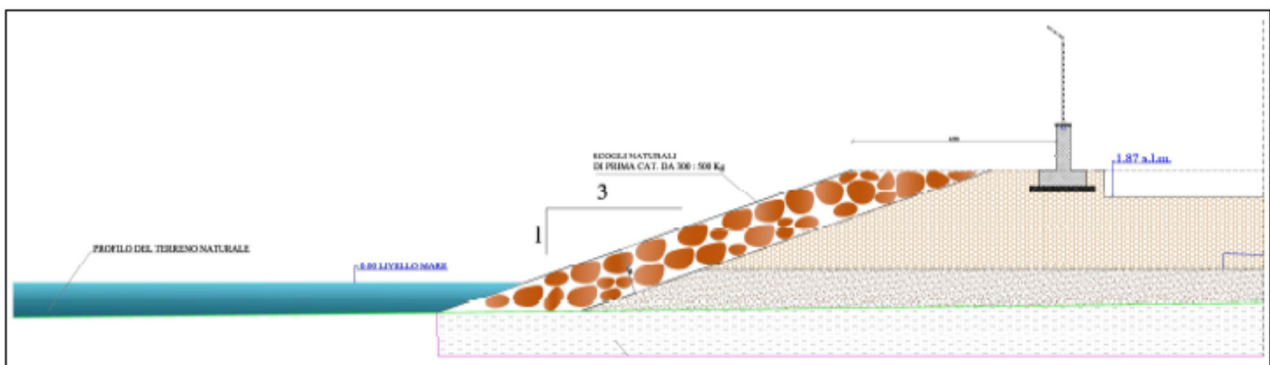 SCOGLI NATURALI
DI PRIMA CAT. DA 300 : 500 Kg
3
1
1.87 s.l.m.
PROFILO DEL TERRENO NATURALE
0.00 LIVELLO MARE